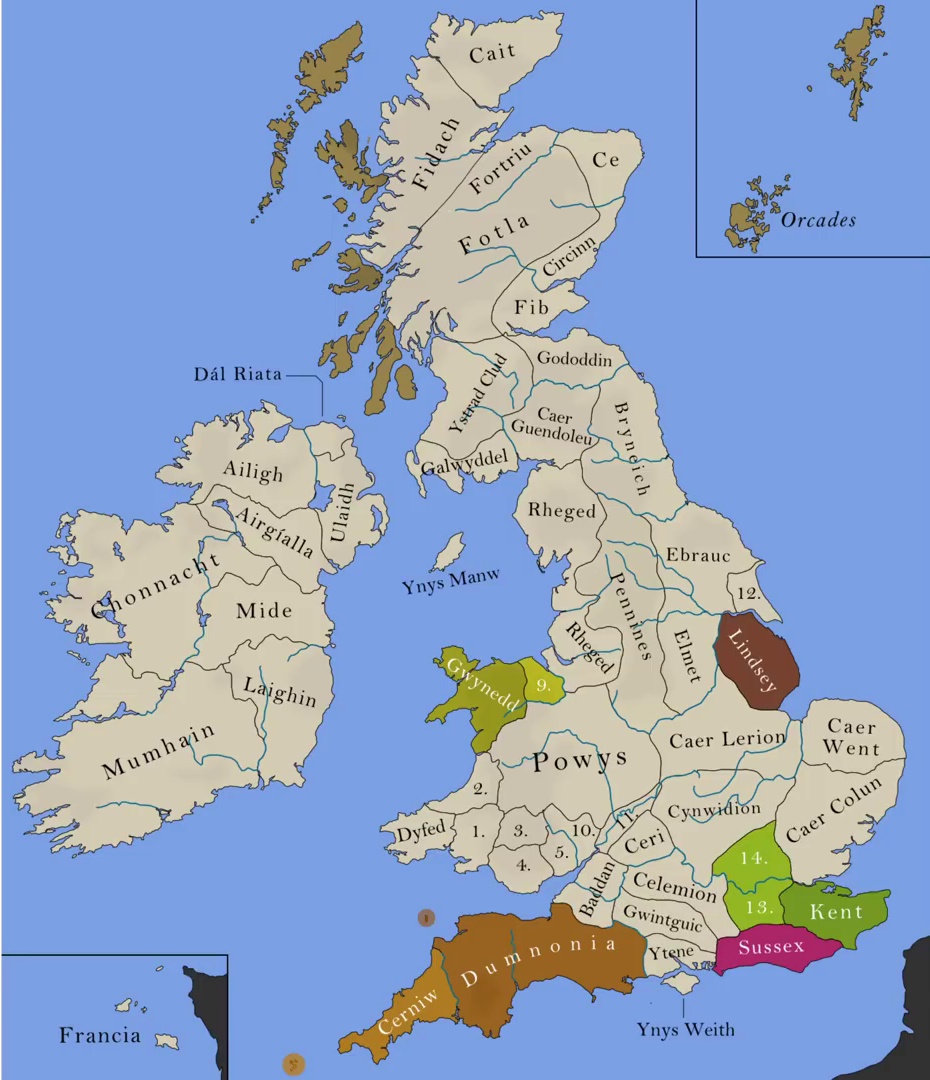 Cait
Fidach
Fortriu
Ce
Fotla
Orcades
Circinn
Fib
Dál Riata
Gododdin
Ystrad Clud
Caer
Guendoleu
Bryneich
Galwyddel
Ailigh
Airgíalla
Ulaidh
Rheged
Ebrauc
Chonnacht
Ynys Manw
Mide
Pennines
12.
Rheged
Elmet
Lindsey
Laighin
Gwynedd
9.
Mumhain
Powys
Caer Lerion
Caer
Went
2.
Cynwidion
Caer Colun
Dyfed
1.
3.
10.
11.
Ceri
4.
5.
14.
Baddan
Celemion
13.
Kent
Gwintguic
Dumnonia
Ytene
Sussex
Cerniw
Ynys Weith
Francia